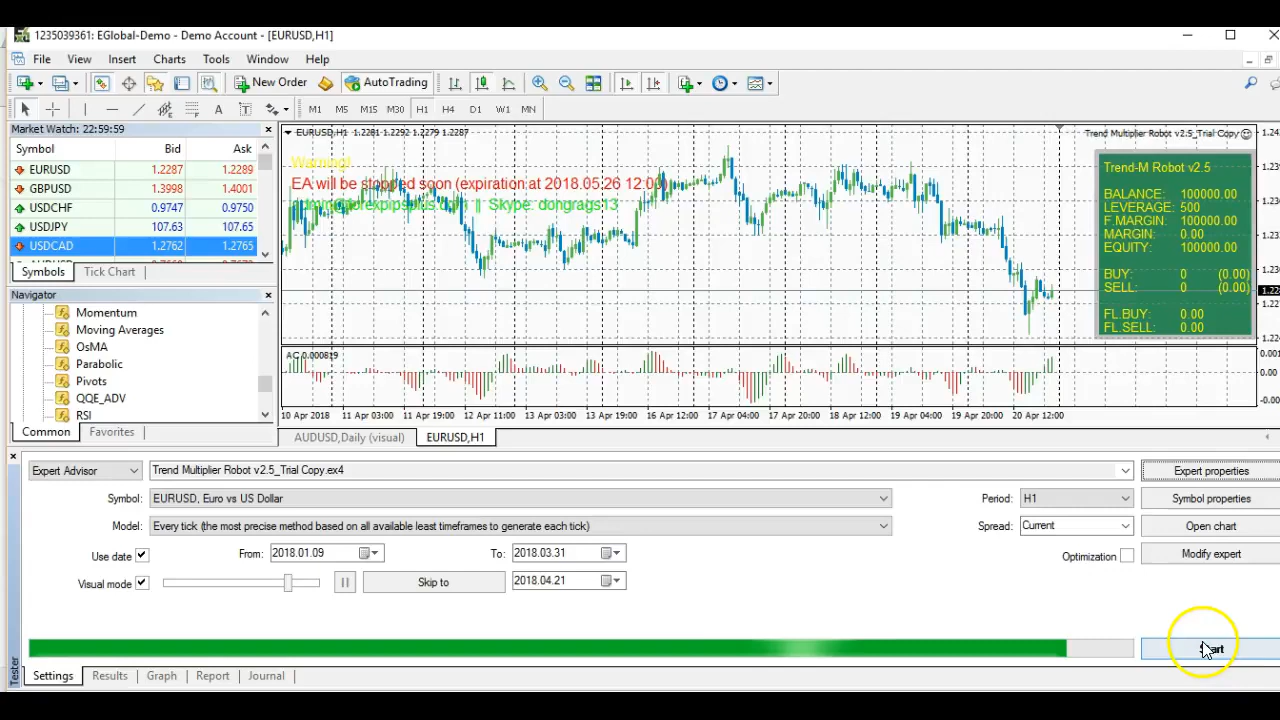 1235039361: EGlobal-Demo - Demo Account - [EURUSD,H1]
File View Insert Charts Tools Window Help
New Order AutoTrading
A T M1 M5 M15 M30 H1 H4 D1 W1 MN
Market Watch: 22:59:59
Symbol Bid Ask
EURUSD 1.2287 1.2289
GBPUSD 1.3998 1.4001
USDCHF 0.9747 0.9750
USDJPY 107.63 107.65
USDCAD 1.2762 1.2765
Symbols Tick Chart
Navigator
Momentum
Moving Averages
OsMA
Parabolic
Pivots
QQE_ADV
RSI
Common Favorites
EURUSD,H1 1.2281 1.2292 1.2279 1.2287
Trend Multiplier Robot v2.5_Trial Copy
Warning!
EA will be stopped soon (expiration at 2018.05.26 12:00)
|| Skype: dongrags13
Trend-M Robot v2.5
BALANCE: 100000.00
LEVERAGE: 500
F.MARGIN: 100000.00
MARGIN: 0.00
EQUITY: 100000.00
BUY: 0 (0.00)
SELL: 0 (0.00)
FL.BUY: 0.00
FL SELL: 0.00
AC 0.000819
0.00
10 Apr 2018 11 Apr 03:00 11 Apr 19:00 12 Apr 11:00 13 Apr 03:00 13 Apr 19:00 16 Apr 12:00 17 Apr 04:00 17 Apr 20:00 18 Apr 12:00 19 Apr 04:00 19 Apr 20:00 20 Apr 12:00
AUDUSD,Daily (visual) EURUSD,H1
Expert Advisor Trend Multiplier Robot v2.5_Trial Copy.ex4 Expert properties
Symbol: EURUSD, Euro vs US Dollar Period: H1 Symbol properties
Model: Every tick (the most precise method based on all available least timeframes to generate each tick) Spread: Current Open chart
Use date From: 2018.01.09 To: 2018.03.31 Optimization Modify expert
Visual mode Skip to 2018.04.21
Tester
Settings Results Graph Report Journal